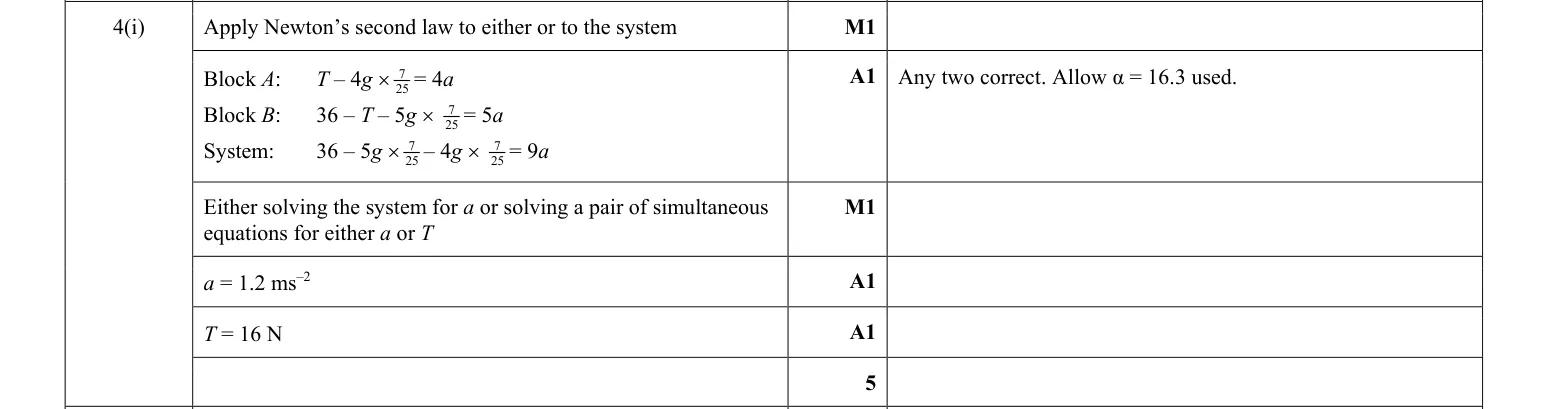 4(i) Apply Newton’s second law to either or to the system M1
Block A: T – 4g × 7/25 = 4a A1 Any two correct. Allow α = 16.3 used.
Block B: 36 – T – 5g × 7/25 = 5a
System: 36 – 5g × 7/25 – 4g × 7/25 = 9a
Either solving the system for a or solving a pair of simultaneous M1
equations for either a or T
a = 1.2 ms⁻² A1
T = 16 N A1
5